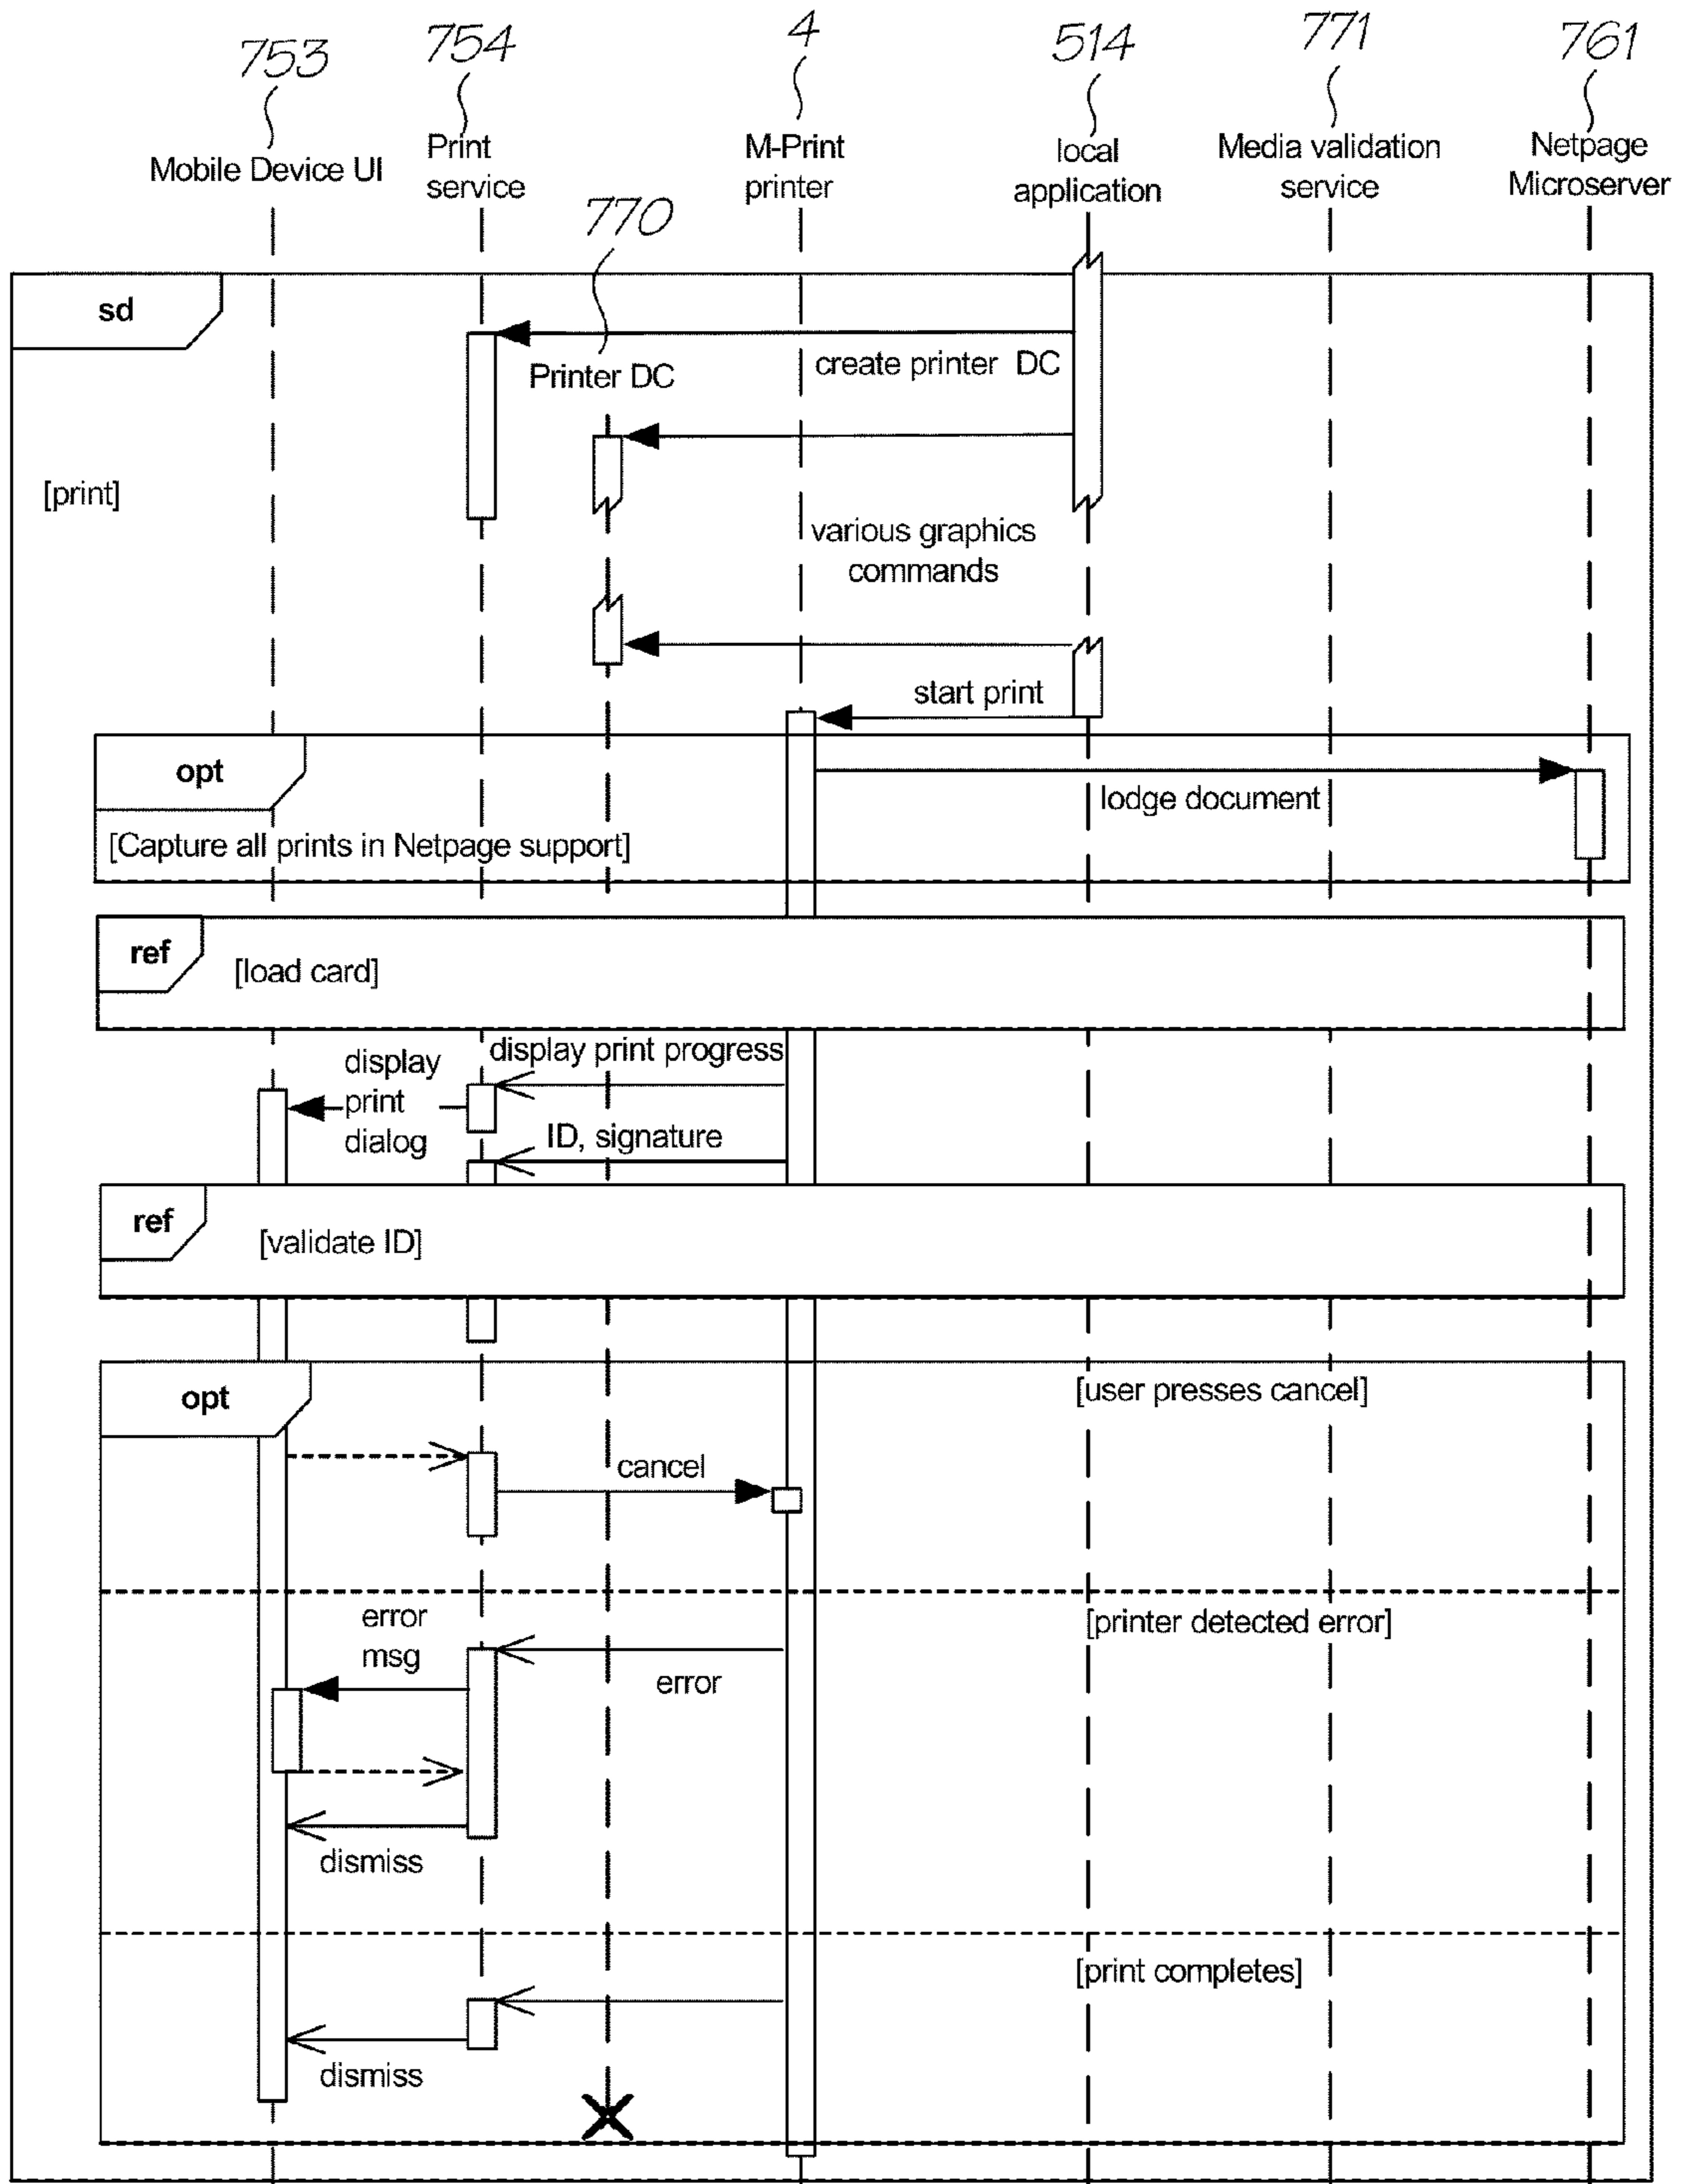 753
754
4
514
771
761
Mobile Device UI
Print
service
M-Print
printer
local
application
Media validation
service
Netpage
Microserver
770
sd
create printer DC
Printer DC
[print]
various graphics
commands
start print
opt
lodge document
[Capture all prints in Netpage support]
ref
[load card]
display print progress
display
print
dialog
ID, signature
ref
[validate ID]
opt
[user presses cancel]
cancel
[printer detected error]
error
msg
error
dismiss
[print completes]
dismiss